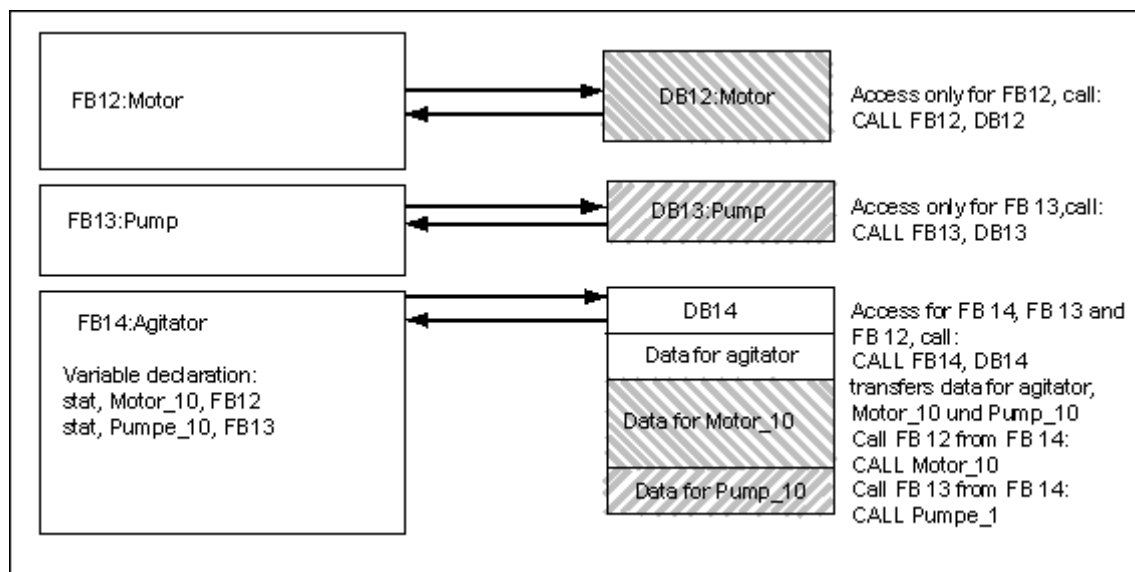 FB12:Motor
DB12:Motor
Access only for FB12, call:
CALL FB12, DB12
FB13:Pump
DB13:Pump
Access only for FB 13,call:
CALL FB13, DB13
FB14:Agitator
Variable declaration:
stat, Motor_10, FB12
stat, Pumpe_10, FB13
DB14
Data for agitator
Data for Motor_10
Data for Pump_10
Access for FB 14, FB 13 and
FB 12, call:
CALL FB14, DB14
transfers data for agitator,
Motor_10 und Pump_10
Call FB 12 from FB 14:
CALL Motor_10
Call FB 13 from FB 14:
CALL Pumpe_1